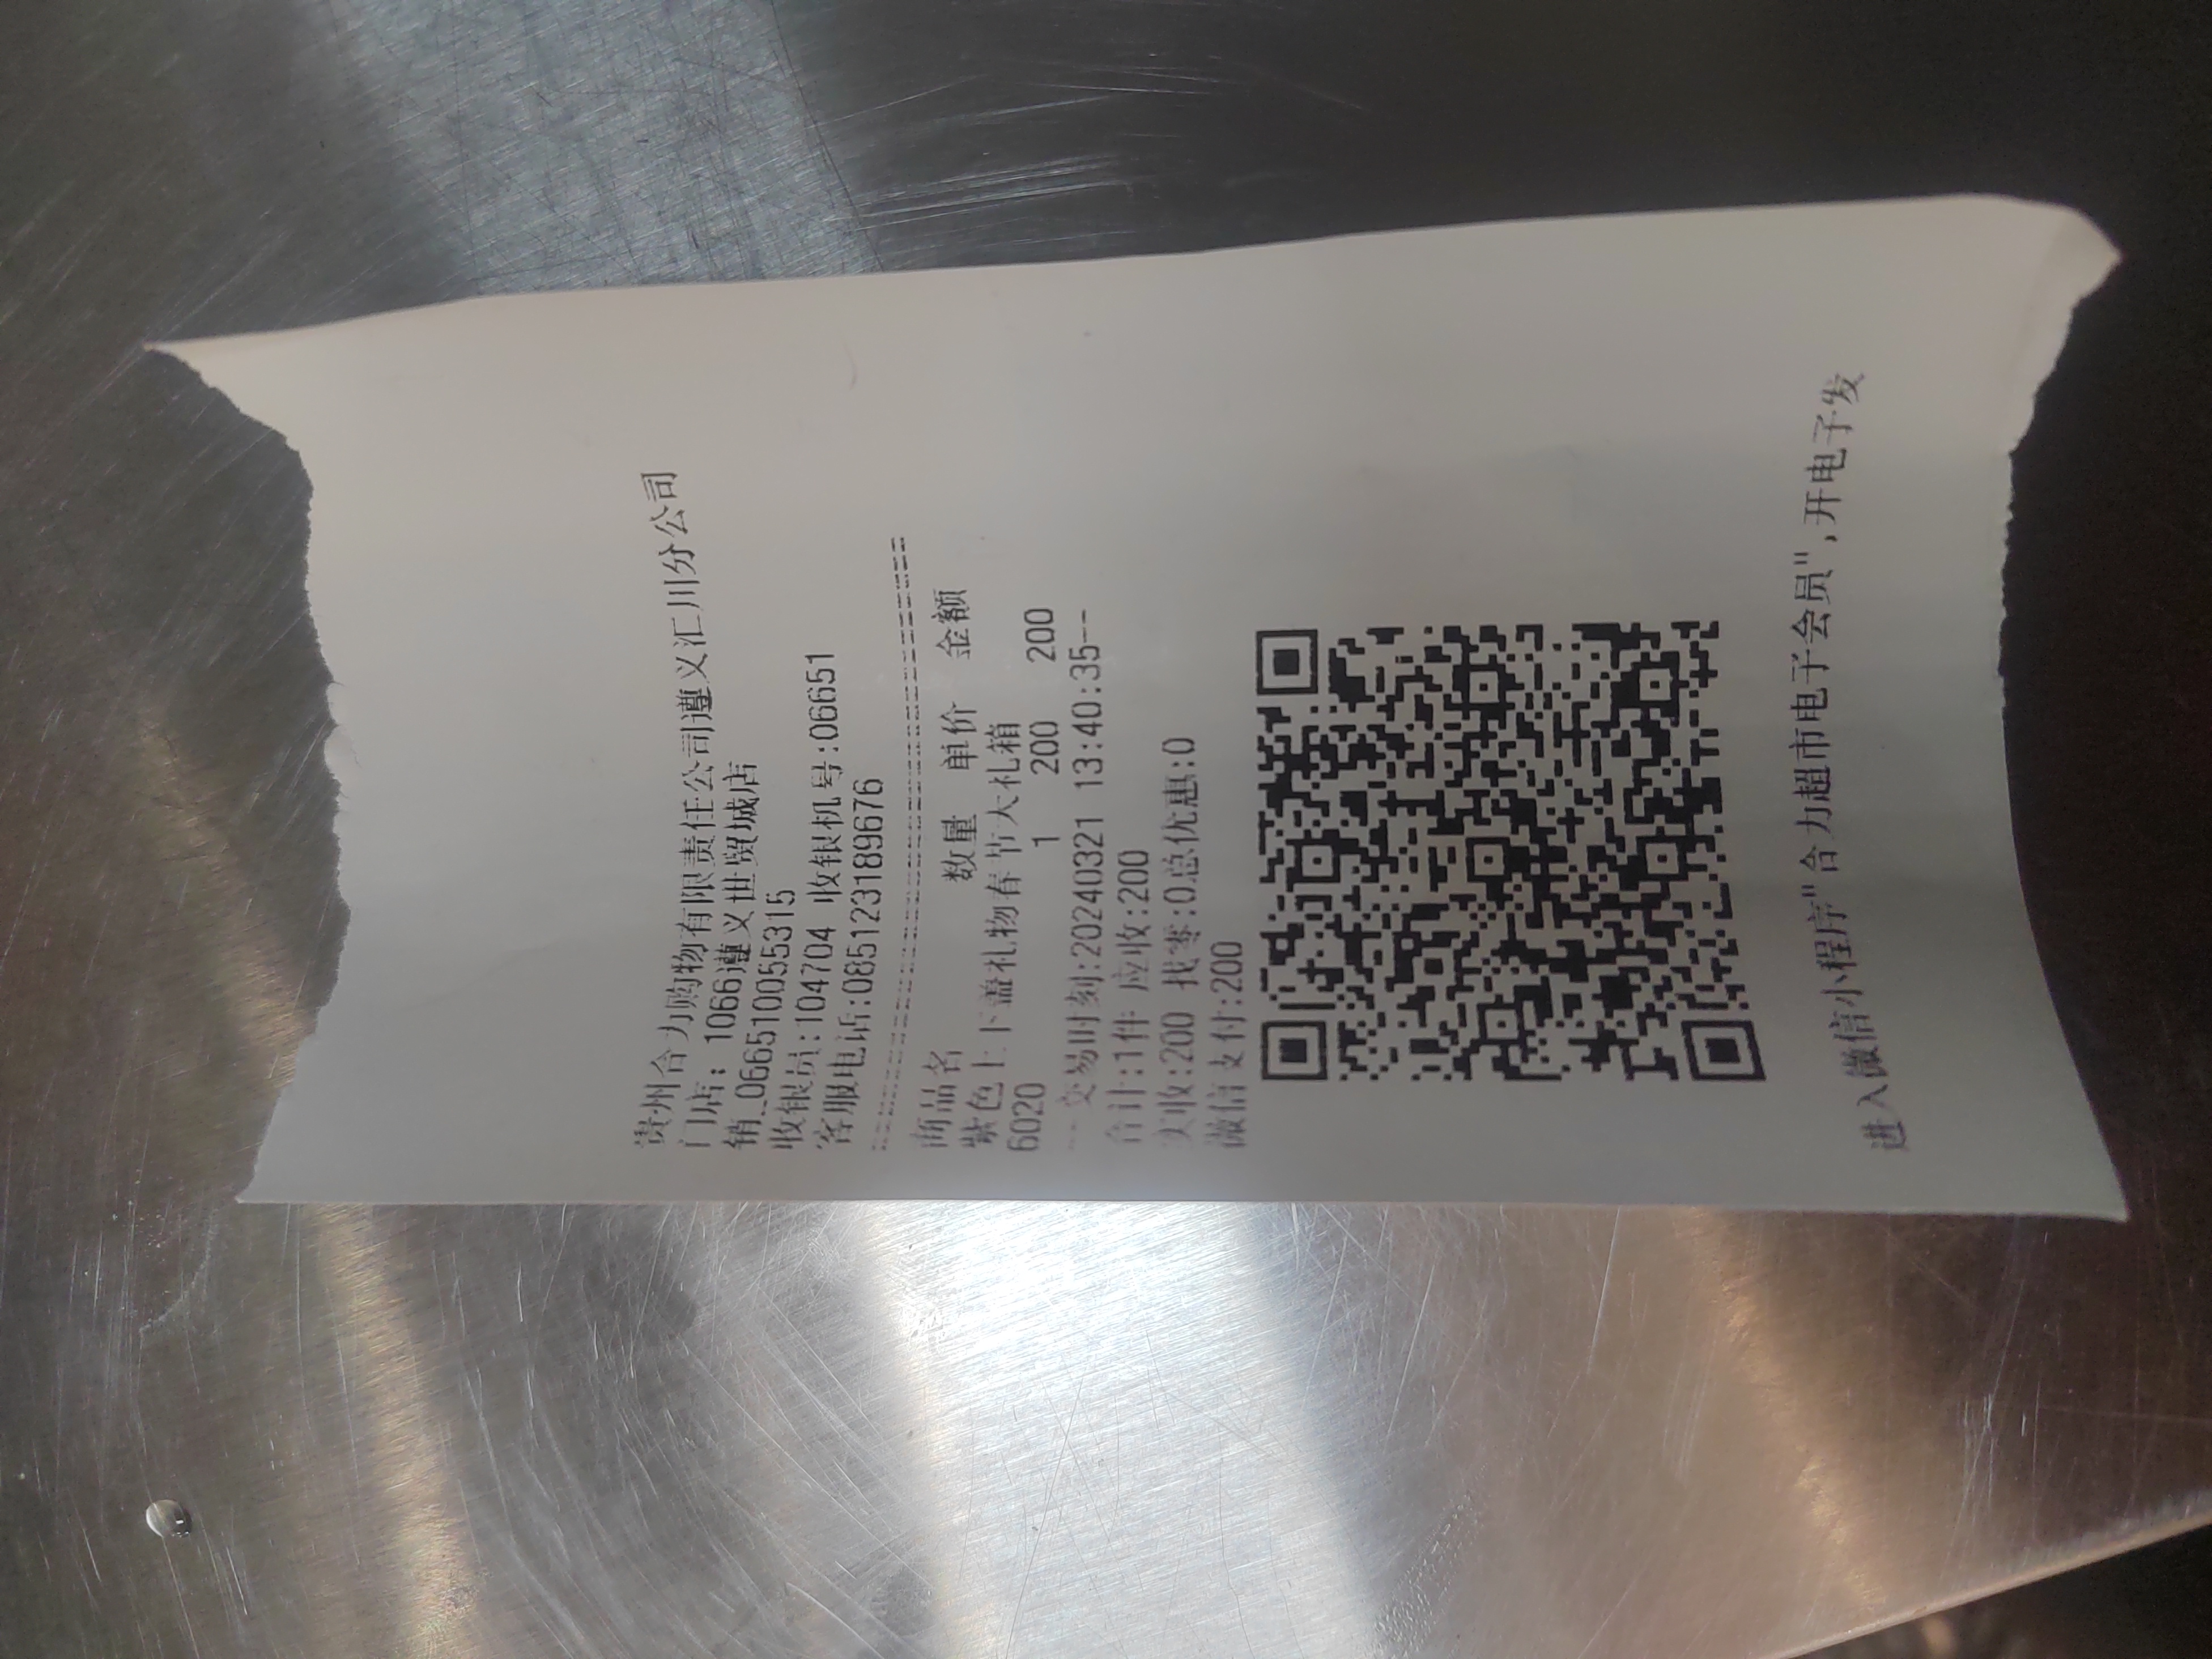 贵州合力购物有限责任公司遵义汇川分公司
门店：1066遵义世贸城店
销_066510055315
收银员:104704 收银机号:06651
客服电话:085123189676
商品名 数量 单价 金额
紫色上下盖礼物春节大礼箱
6020 1 200 200
--交易时刻:20240321 13:40:35--
合计:1件 应收:200
实收:200 找零:0总优惠:0
微信支付:200
进入微信小程序"合力超市电子会员",开电子发